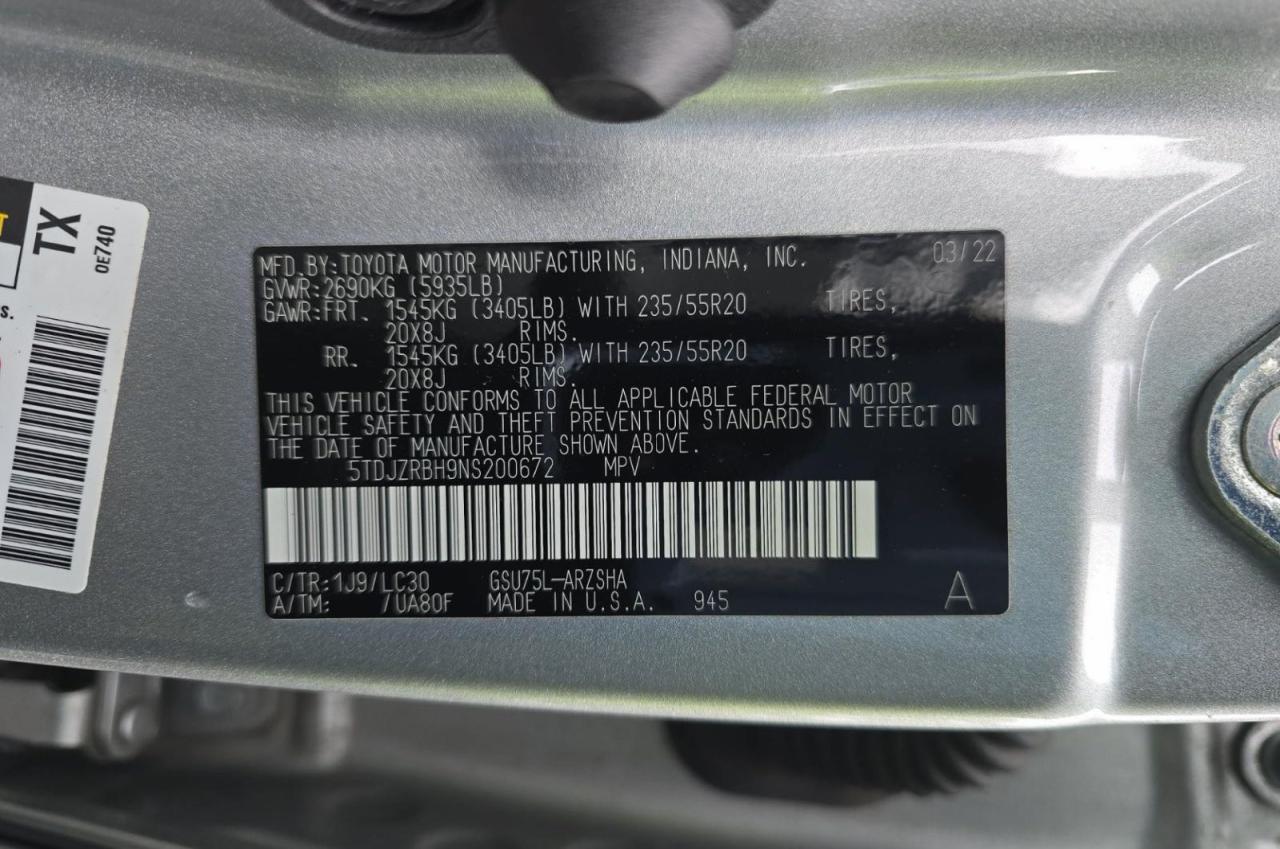 MFD.BY:TOYOTA MOTOR MANUFACTURING, INDIANA, INC. 03/22
GVWR:2690KG (5935LB)
GAWR:FRT. 1545KG (3405LB) WITH 235/55R20 TIRES,
20X8J RIMS.
RR. 1545KG (3405LB) WITH 235/55R20 TIRES,
20X8J RIMS.
THIS VEHICLE CONFORMS TO ALL APPLICABLE FEDERAL MOTOR
VEHICLE SAFETY AND THEFT PREVENTION STANDARDS IN EFFECT ON
THE DATE OF MANUFACTURE SHOWN ABOVE.
5TDJZRBH9NS200672 MPV
C/TR:1J9/LC30 GSU75L-ARZSHA
A/TM: /UA80F MADE IN U.S.A. 945 A
TX
0E740